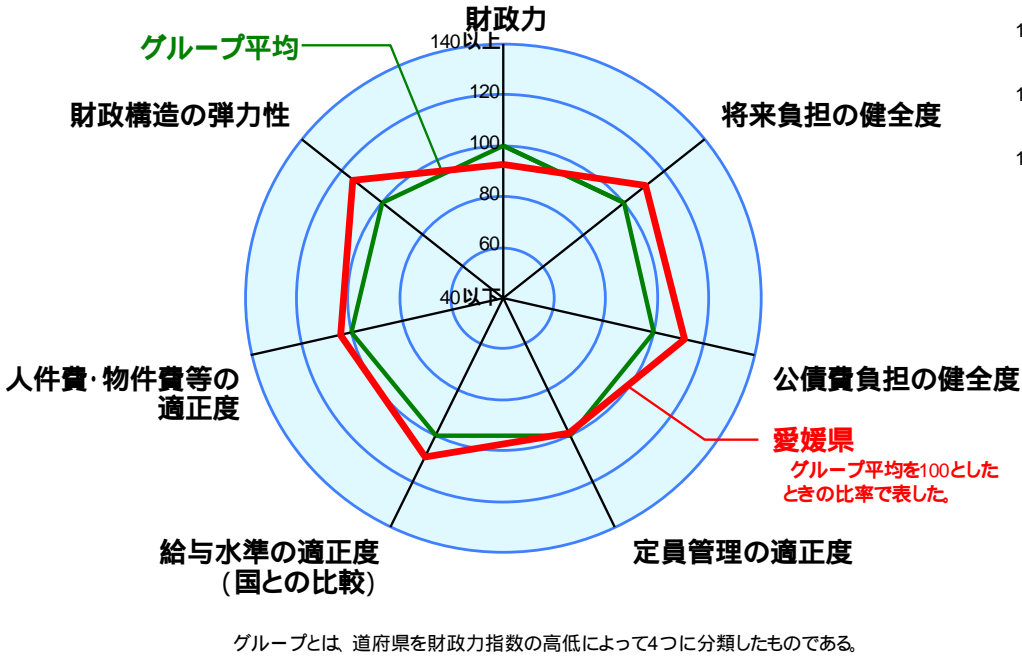 財政力
140以上
グループ平均
120
財政構造の弾力性
将来負担の健全度
100
80
60
40以下
人件費・物件費等の
適正度
公債費負担の健全度
愛媛県
グループ平均を100とした
ときの比率で表した。
給与水準の適正度
(国との比較)
定員管理の適正度
グループとは、道府県を財政力指数の高低によって4つに分類したものである。
1
1
1